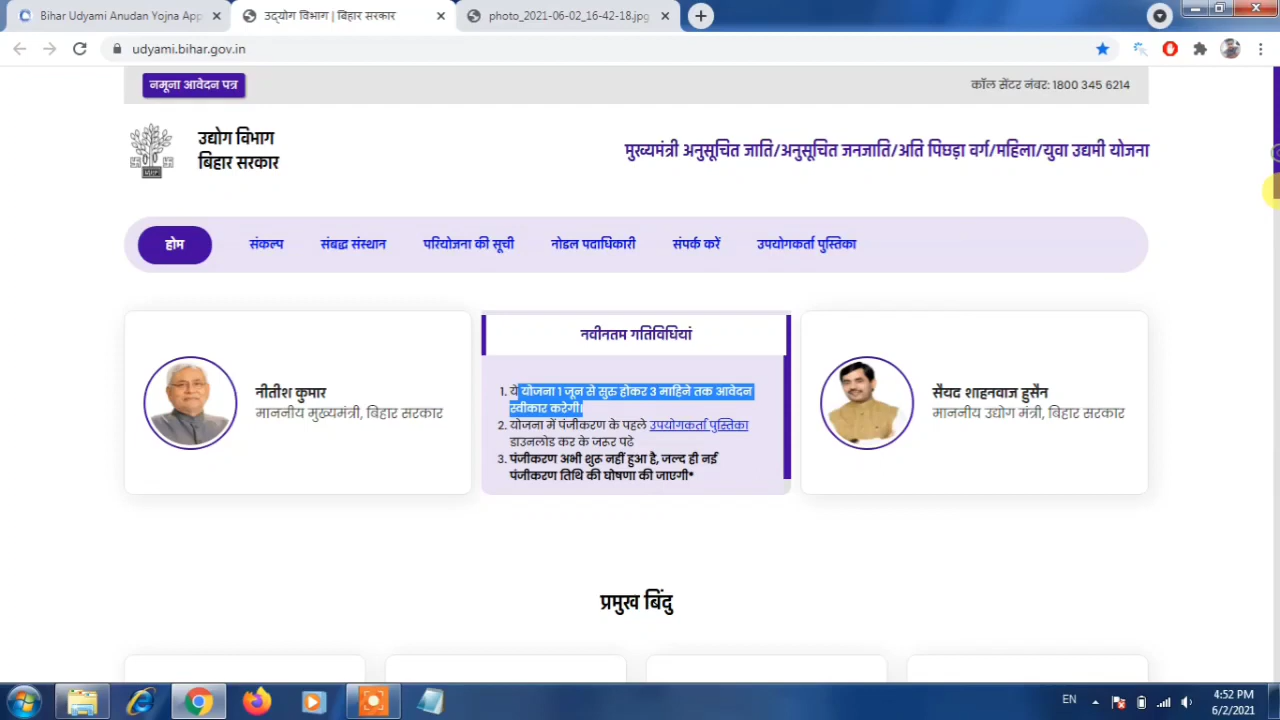 Bihar Udyami Anudan Yojna App
उद्योग विभाग | बिहार सरकार
photo_2021-06-02_16-42-18.jpg
udyami.bihar.gov.in
नमूना आवेदन पत्र
कॉल सेंटर नंबर: 1800 345 6214
उद्योग विभाग
बिहार सरकार
मुख्यमंत्री अनुसूचित जाति/अनुसूचित जनजाति/अति पिछड़ा वर्ग/महिला/युवा उद्यमी योजना
होम
संकल्प
संबद्ध संस्थान
परियोजना की सूची
नोडल पदाधिकारी
संपर्क करें
उपयोगकर्ता पुस्तिका
नीतीश कुमार
माननीय मुख्यमंत्री, बिहार सरकार
नवीनतम गतिविधियां
1. ये योजना 1 जून से सुरु होकर 3 माहिने तक आवेदन
स्वीकार करेगी।
2. योजना में पंजीकरण के पहले उपयोगकर्ता पुस्तिका
डाउनलोड कर के जरूर पढे
3. पंजीकरण अभी शुरू नहीं हुआ है, जल्द ही नई
पंजीकरण तिथि की घोषणा की जाएगी*
सैयद शाहनवाज हुसैन
माननीय उद्योग मंत्री, बिहार सरकार
प्रमुख बिंदु
EN
4:52 PM
6/2/2021